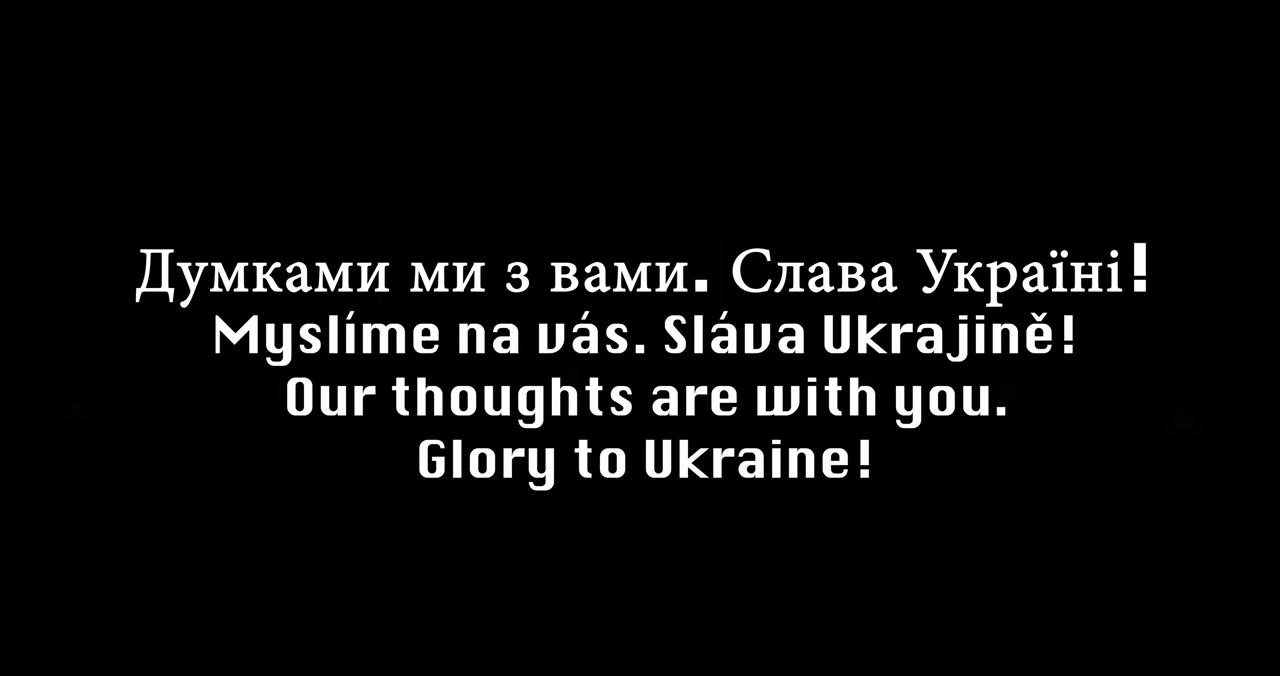 Думками ми з вами. Слава Україні!
Myslíme na vás. Sláva Ukrajině!
Our thoughts are with you.
Glory to Ukraine!